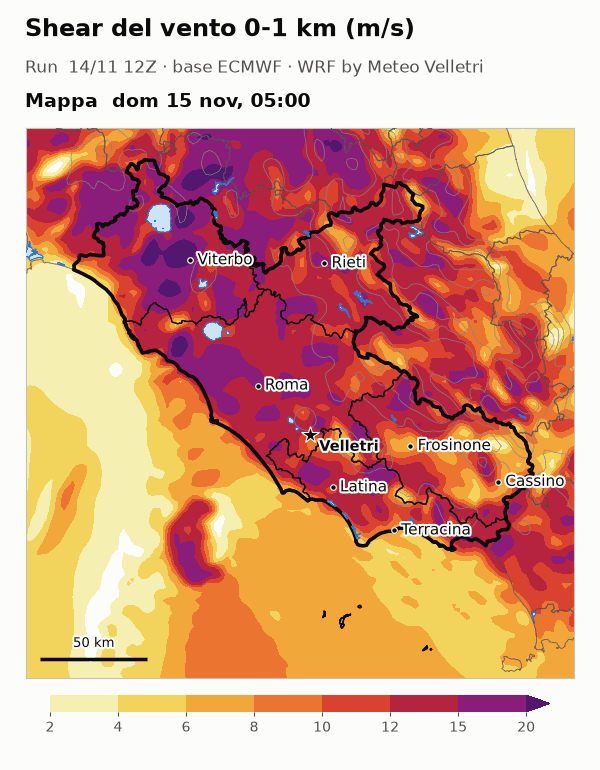 Shear del vento 0-1 km (m/s)
Run  14/11 12Z · base ECMWF · WRF by Meteo Velletri
Mappa  dom 15 nov, 05:00
Viterbo
Rieti
Roma
Velletri
Frosinone
Cassino
Latina
Terracina
50 km
2 4 6 8 10 12 15 20